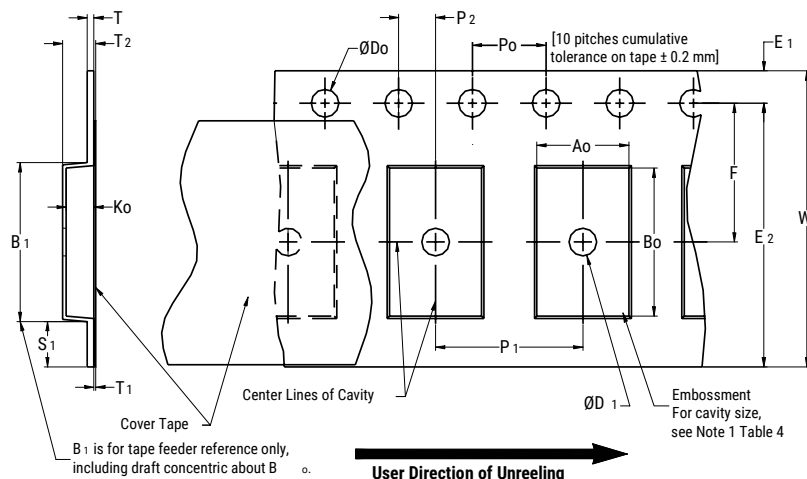 T
T2
P2
ØDo
Po
[10 pitches cumulative
tolerance on tape ± 0.2 mm]
E1
Ao
F
W
Ko
B1
Bo
E2
S1
P1
T1
Center Lines of Cavity
ØD 1
Embossment
For cavity size,
see Note 1 Table 4
Cover Tape
B1 is for tape feeder reference only,
including draft concentric about B o.
User Direction of Unreeling